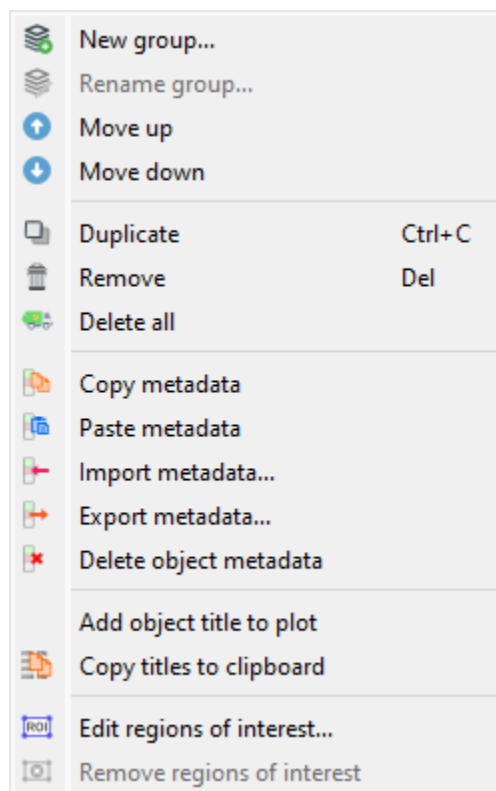 New group...
Rename group...
Move up
Move down
Duplicate Ctrl+C
Remove Del
Delete all
Copy metadata
Paste metadata
Import metadata...
Export metadata...
Delete object metadata
Add object title to plot
Copy titles to clipboard
ROI Edit regions of interest...
Remove regions of interest